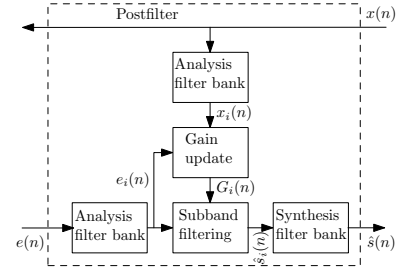 Postfilter
x(n)
Analysis
filter bank
x_i(n)
Gain
update
e_i(n)
G_i(n)
Analysis
filter bank
Subband
filtering
Synthesis
filter bank
e(n)
ŝ_i(n)
ŝ(n)